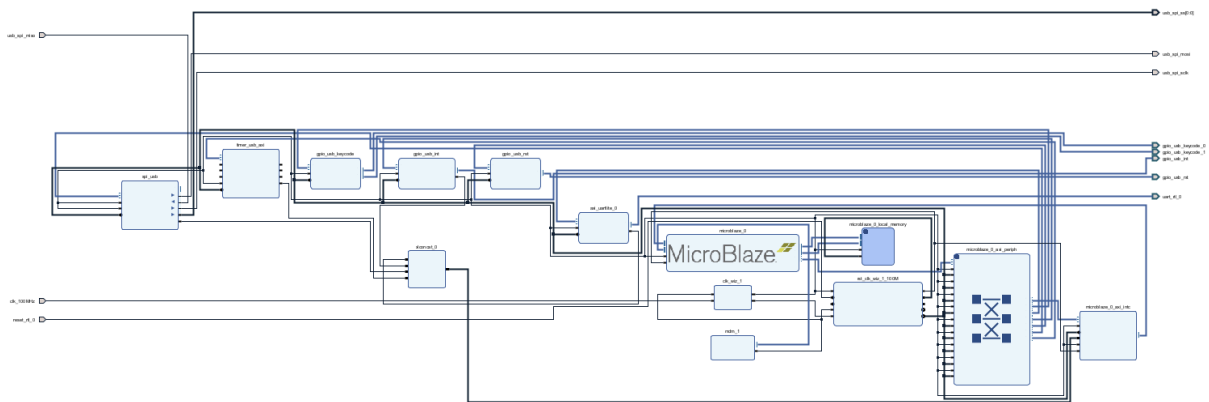 usb_spi_ss[0:0]
usb_spi_miso
usb_spi_mosi
usb_spi_sclk
gpio_usb_keycode_0
gpio_usb_keycode_1
gpio_usb_int
gpio_usb_rst
uart_rtl_0
timer_usb_axi
gpio_usb_keycode
gpio_usb_int
gpio_usb_rst
spi_usb
axi_uartlite_0
microblaze_0
MicroBlaze
microblaze_0_local_memory
xlconcat_0
microblaze_0_axi_periph
clk_wiz_1
rst_clk_wiz_1_100M
clk_100MHz
reset_rtl_0
microblaze_0_axi_intc
mdm_1